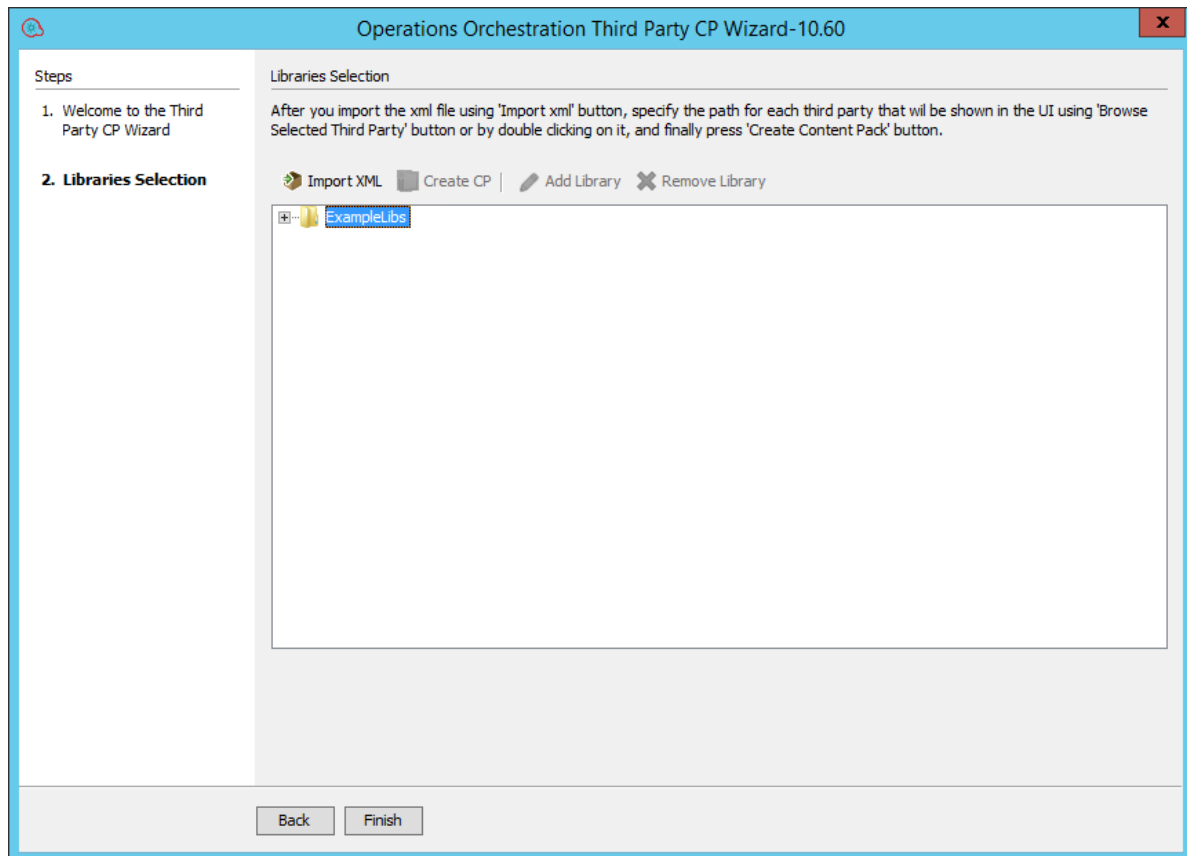 Operations Orchestration Third Party CP Wizard-10.60
x
Steps
1. Welcome to the Third
Party CP Wizard
2. Libraries Selection
Libraries Selection
After you import the xml file using 'Import xml' button, specify the path for each third party that wil be shown in the UI using 'Browse
Selected Third Party' button or by double clicking on it, and finally press 'Create Content Pack' button.
Import XML Create CP Add Library Remove Library
ExampleLibs
Back Finish